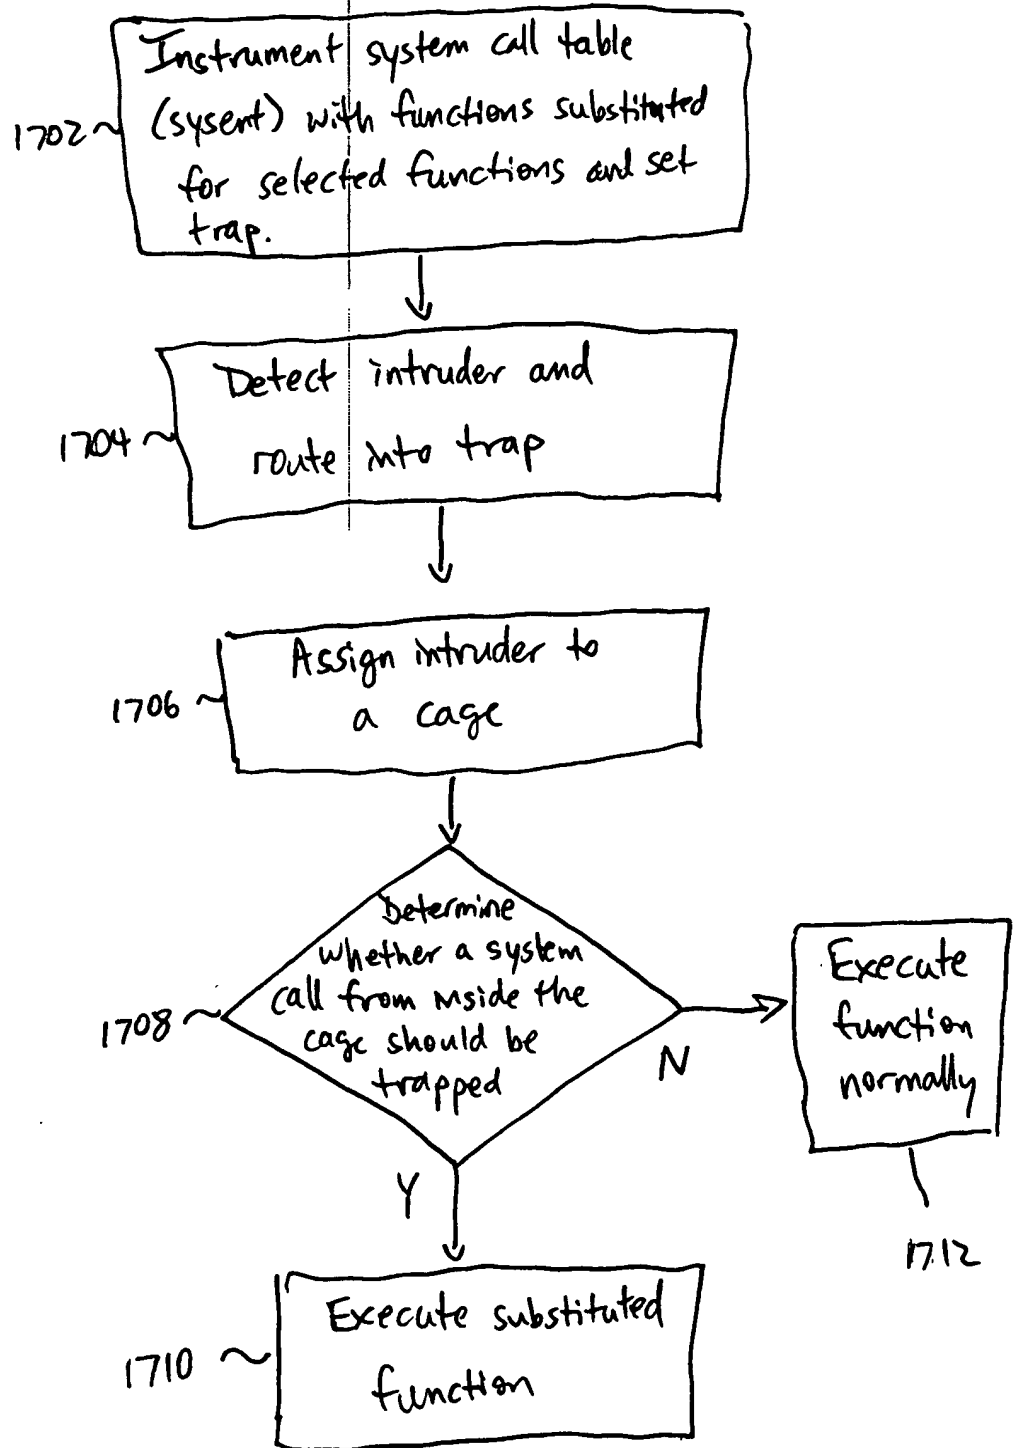 Instrument system call table
(sysent) with functions substituted
for selected functions and set
trap.
1702
Detect intruder and
route into trap
1704
Assign intruder to
a cage
1706
Determine
whether a system
call from inside the
cage should be
trapped
1708
N
Execute
function
normally
1712
Y
Execute substituted
function
1710